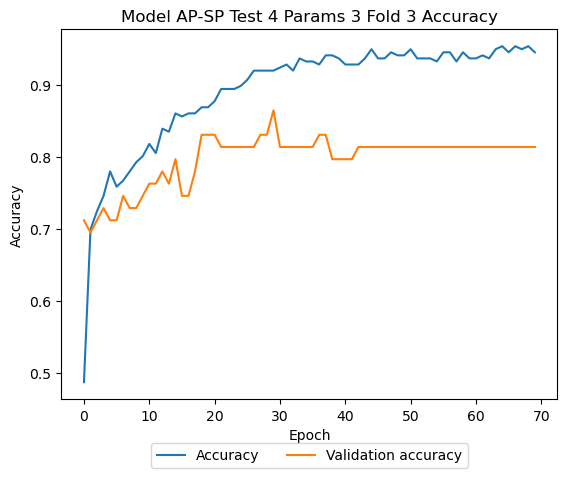 Model AP-SP Test 4 Params 3 Fold 3 Accuracy
Accuracy
0.9
0.8
0.7
0.6
0.5
0 10 20 30 40 50 60 70
Epoch
Accuracy Validation accuracy